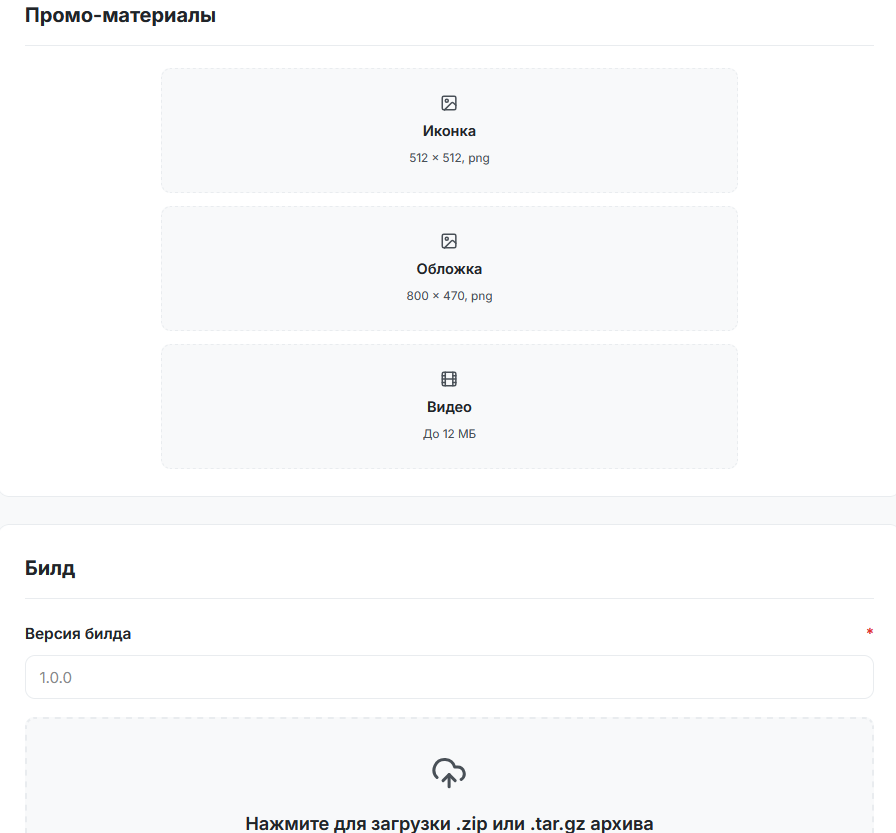 Промо-материалы
Иконка
512 × 512, png
Обложка
800 × 470, png
Видео
До 12 МБ
Билд
Версия билда *
1.0.0
Нажмите для загрузки .zip или .tar.gz архива